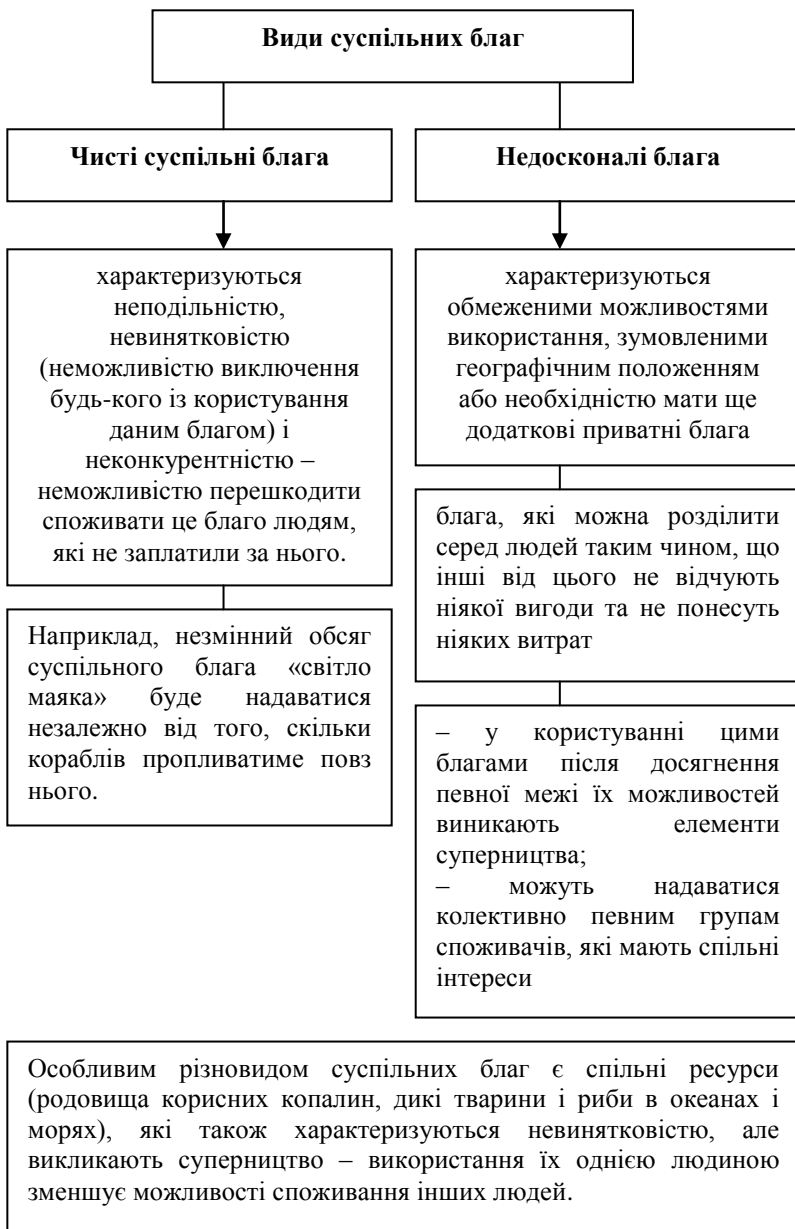 Види суспільних благ
Чисті суспільні блага
характеризуються
неподільністю,
невинятковістю
(неможливістю виключення
будь-кого із користування
даним благом) і
неконкурентністю –
неможливістю перешкодити
споживати це благо людям,
які не заплатили за нього.
Наприклад, незмінний обсяг
суспільного блага «світло
маяка» буде надаватися
незалежно від того, скільки
кораблів пропливатиме повз
нього.
Недосконалі блага
характеризуються
обмеженими можливостями
використання, зумовленими
географічним положенням
або необхідністю мати ще
додаткові приватні блага
блага, які можна розділити
серед людей таким чином, що
інші від цього не відчують
ніякої вигоди та не понесуть
ніяких витрат
– у користуванні цими
благами після досягнення
певної межі їх можливостей
виникають елементи
суперництва;
– можуть надаватися
колективно певним групам
споживачів, які мають спільні
інтереси
Особливим різновидом суспільних благ є спільні ресурси
(родовища корисних копалин, дикі тварини і риби в океанах і
морях), які також характеризуються невинятковістю, але
викликають суперництво – використання їх однією людиною
зменшує можливості споживання інших людей.